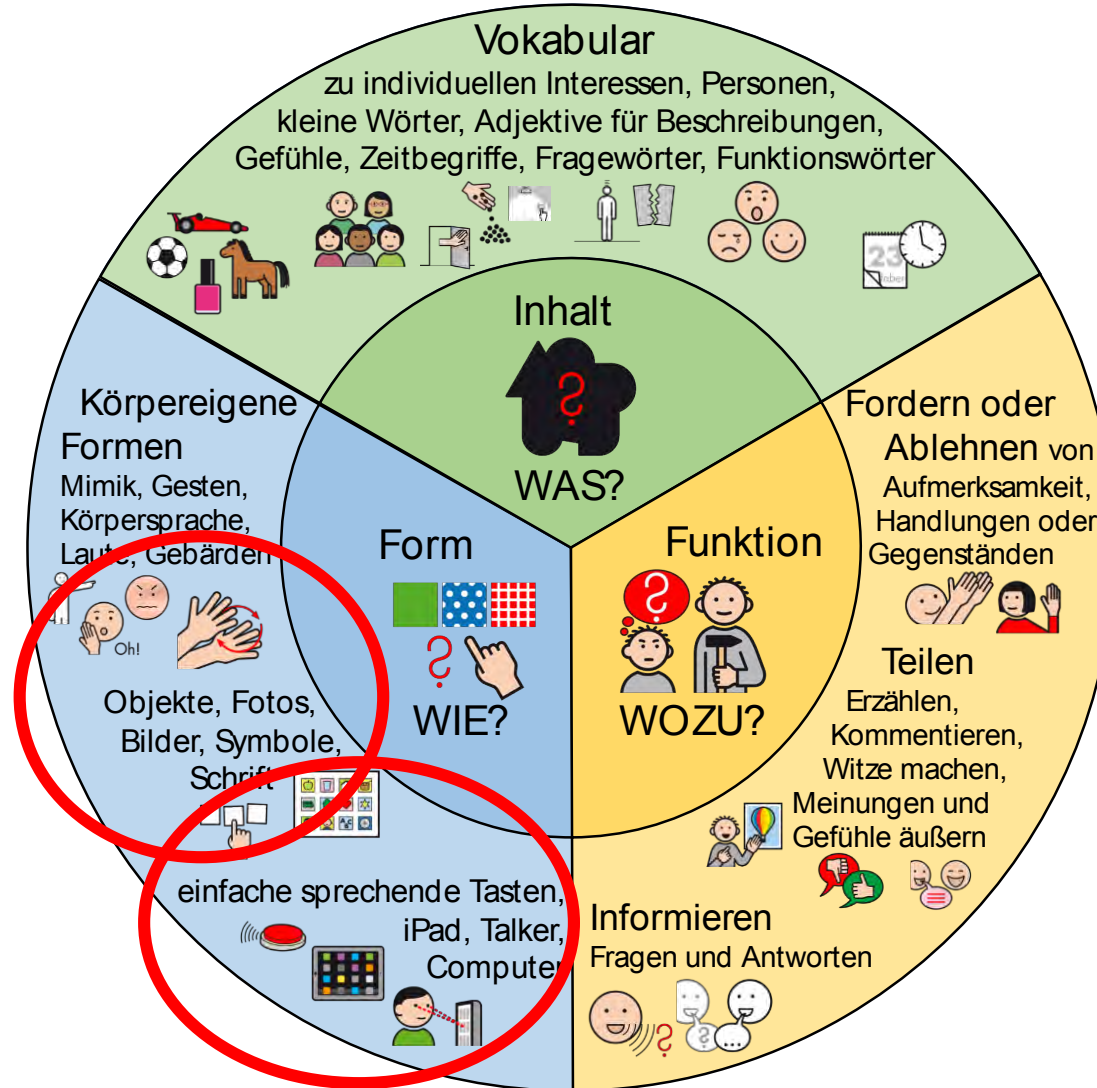 Vokabular
zu individuellen Interessen, Personen,
kleine Wörter, Adjektive für Beschreibungen,
Gefühle, Zeitbegriffe, Fragewörter, Funktionswörter
23
Inhalt
?
WAS?
Körpereigene
Formen
Mimik, Gesten,
Körpersprache,
Laute, Gebärden
Oh!
Objekte, Fotos,
Bilder, Symbole,
Schrift
einfache sprechende Tasten,
iPad, Talker,
Computer
Form
?
WIE?
Funktion
?
WOZU?
Fordern oder
Ablehnen von
Aufmerksamkeit,
Handlungen oder
Gegenständen
Teilen
Erzählen,
Kommentieren,
Witze machen,
Meinungen und
Gefühle äußern
Informieren
Fragen und Antworten
?
?
...